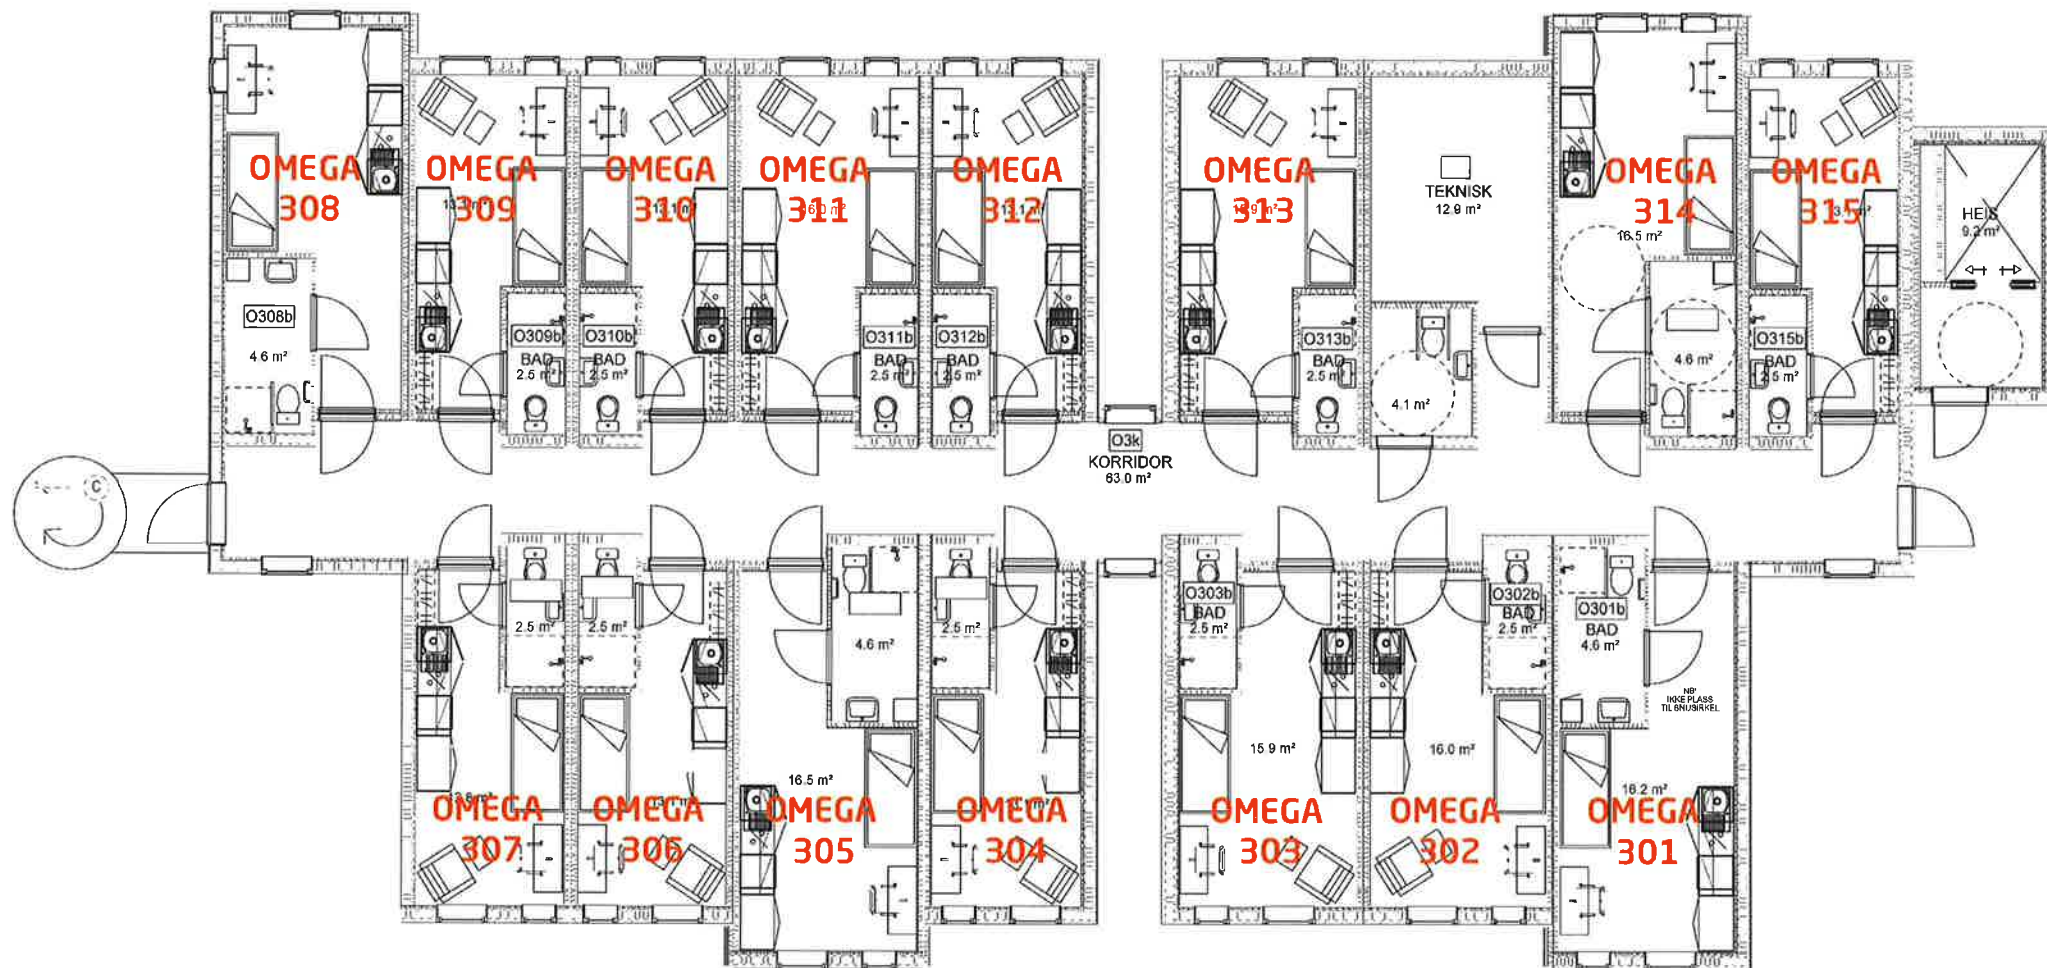 OMEGA
308
OMEGA
309
OMEGA
310
13.1 m²
OMEGA
311
OMEGA
312
13.1 m²
OMEGA
313
TEKNISK
12.9 m²
OMEGA
314
16.5 m²
OMEGA
315
HEIS
9.2 m²
O308b
4.6 m²
O309b
BAD
2.5 m²
O310b
BAD
2.5 m²
O311b
BAD
2.5 m²
O312b
BAD
2.5 m²
O313b
BAD
2.5 m²
4.1 m²
4.6 m²
O315b
BAD
2.5 m²
O3k
KORRIDOR
63.0 m²
C
2.5 m²
2.5 m²
4.6 m²
2.5 m²
O303b
BAD
2.5 m²
O302b
BAD
2.5 m²
O301b
BAD
4.6 m²
IKKE PLASS
TIL SNUSIRKEL
16.5 m²
15.9 m²
16.0 m²
16.2 m²
OMEGA
307
OMEGA
306
OMEGA
305
OMEGA
304
OMEGA
303
OMEGA
302
OMEGA
301